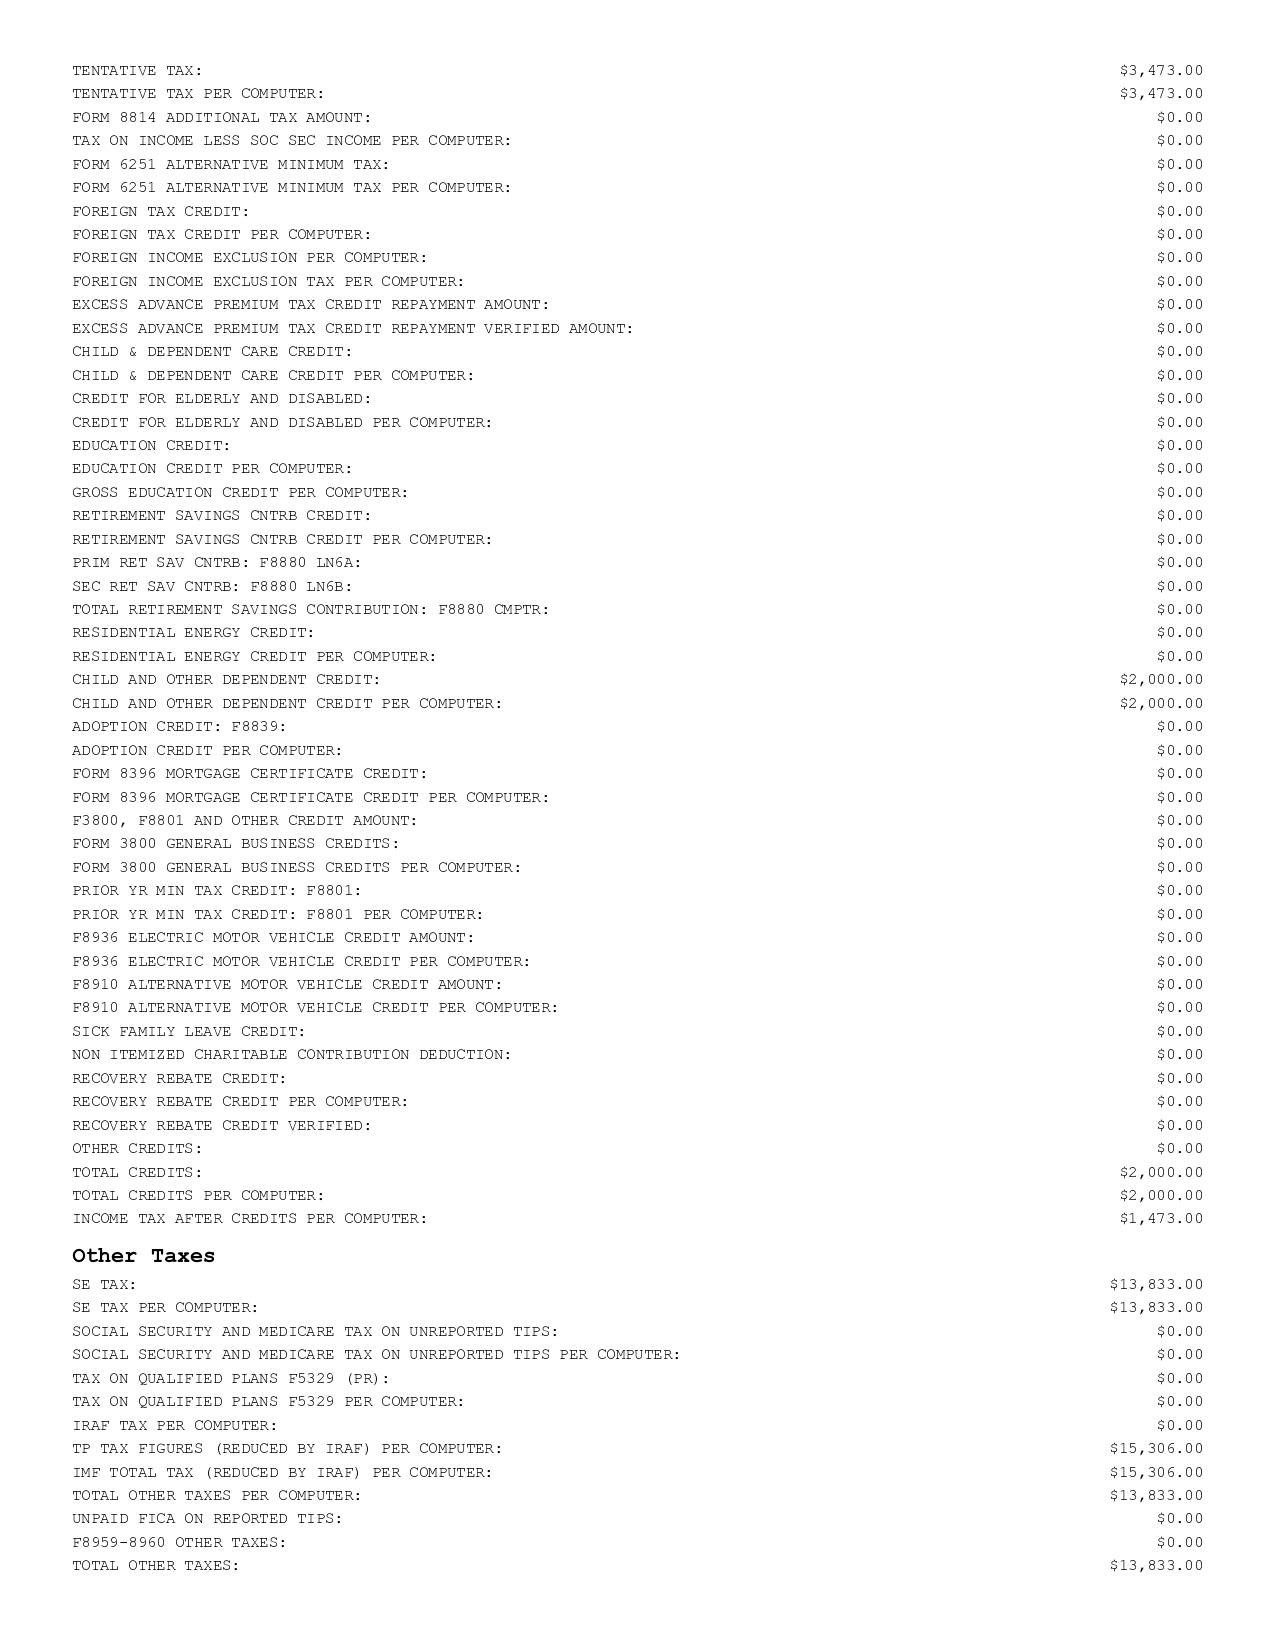 TENTATIVE TAX: $3,473.00
TENTATIVE TAX PER COMPUTER: $3,473.00
FORM 8814 ADDITIONAL TAX AMOUNT: $0.00
TAX ON INCOME LESS SOC SEC INCOME PER COMPUTER: $0.00
FORM 6251 ALTERNATIVE MINIMUM TAX: $0.00
FORM 6251 ALTERNATIVE MINIMUM TAX PER COMPUTER: $0.00
FOREIGN TAX CREDIT: $0.00
FOREIGN TAX CREDIT PER COMPUTER: $0.00
FOREIGN INCOME EXCLUSION PER COMPUTER: $0.00
FOREIGN INCOME EXCLUSION TAX PER COMPUTER: $0.00
EXCESS ADVANCE PREMIUM TAX CREDIT REPAYMENT AMOUNT: $0.00
EXCESS ADVANCE PREMIUM TAX CREDIT REPAYMENT VERIFIED AMOUNT: $0.00
CHILD & DEPENDENT CARE CREDIT: $0.00
CHILD & DEPENDENT CARE CREDIT PER COMPUTER: $0.00
CREDIT FOR ELDERLY AND DISABLED: $0.00
CREDIT FOR ELDERLY AND DISABLED PER COMPUTER: $0.00
EDUCATION CREDIT: $0.00
EDUCATION CREDIT PER COMPUTER: $0.00
GROSS EDUCATION CREDIT PER COMPUTER: $0.00
RETIREMENT SAVINGS CNTRB CREDIT: $0.00
RETIREMENT SAVINGS CNTRB CREDIT PER COMPUTER: $0.00
PRIM RET SAV CNTRB: F8880 LN6A: $0.00
SEC RET SAV CNTRB: F8880 LN6B: $0.00
TOTAL RETIREMENT SAVINGS CONTRIBUTION: F8880 CMPTR: $0.00
RESIDENTIAL ENERGY CREDIT: $0.00
RESIDENTIAL ENERGY CREDIT PER COMPUTER: $0.00
CHILD AND OTHER DEPENDENT CREDIT: $2,000.00
CHILD AND OTHER DEPENDENT CREDIT PER COMPUTER: $2,000.00
ADOPTION CREDIT: F8839: $0.00
ADOPTION CREDIT PER COMPUTER: $0.00
FORM 8396 MORTGAGE CERTIFICATE CREDIT: $0.00
FORM 8396 MORTGAGE CERTIFICATE CREDIT PER COMPUTER: $0.00
F3800, F8801 AND OTHER CREDIT AMOUNT: $0.00
FORM 3800 GENERAL BUSINESS CREDITS: $0.00
FORM 3800 GENERAL BUSINESS CREDITS PER COMPUTER: $0.00
PRIOR YR MIN TAX CREDIT: F8801: $0.00
PRIOR YR MIN TAX CREDIT: F8801 PER COMPUTER: $0.00
F8936 ELECTRIC MOTOR VEHICLE CREDIT AMOUNT: $0.00
F8936 ELECTRIC MOTOR VEHICLE CREDIT PER COMPUTER: $0.00
F8910 ALTERNATIVE MOTOR VEHICLE CREDIT AMOUNT: $0.00
F8910 ALTERNATIVE MOTOR VEHICLE CREDIT PER COMPUTER: $0.00
SICK FAMILY LEAVE CREDIT: $0.00
NON ITEMIZED CHARITABLE CONTRIBUTION DEDUCTION: $0.00
RECOVERY REBATE CREDIT: $0.00
RECOVERY REBATE CREDIT PER COMPUTER: $0.00
RECOVERY REBATE CREDIT VERIFIED: $0.00
OTHER CREDITS: $0.00
TOTAL CREDITS: $2,000.00
TOTAL CREDITS PER COMPUTER: $2,000.00
INCOME TAX AFTER CREDITS PER COMPUTER: $1,473.00
Other Taxes
SE TAX: $13,833.00
SE TAX PER COMPUTER: $13,833.00
SOCIAL SECURITY AND MEDICARE TAX ON UNREPORTED TIPS: $0.00
SOCIAL SECURITY AND MEDICARE TAX ON UNREPORTED TIPS PER COMPUTER: $0.00
TAX ON QUALIFIED PLANS F5329 (PR): $0.00
TAX ON QUALIFIED PLANS F5329 PER COMPUTER: $0.00
IRAF TAX PER COMPUTER: $0.00
TP TAX FIGURES (REDUCED BY IRAF) PER COMPUTER: $15,306.00
IMF TOTAL TAX (REDUCED BY IRAF) PER COMPUTER: $15,306.00
TOTAL OTHER TAXES PER COMPUTER: $13,833.00
UNPAID FICA ON REPORTED TIPS: $0.00
F8959-8960 OTHER TAXES: $0.00
TOTAL OTHER TAXES: $13,833.00